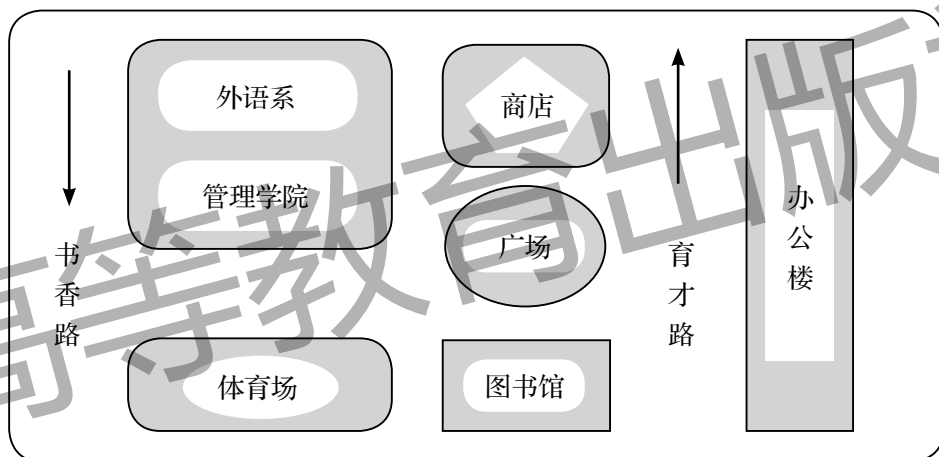 外语系
管理学院
体育场
商店
广场
图书馆
书香路
育才路
办公楼
高等教育出版